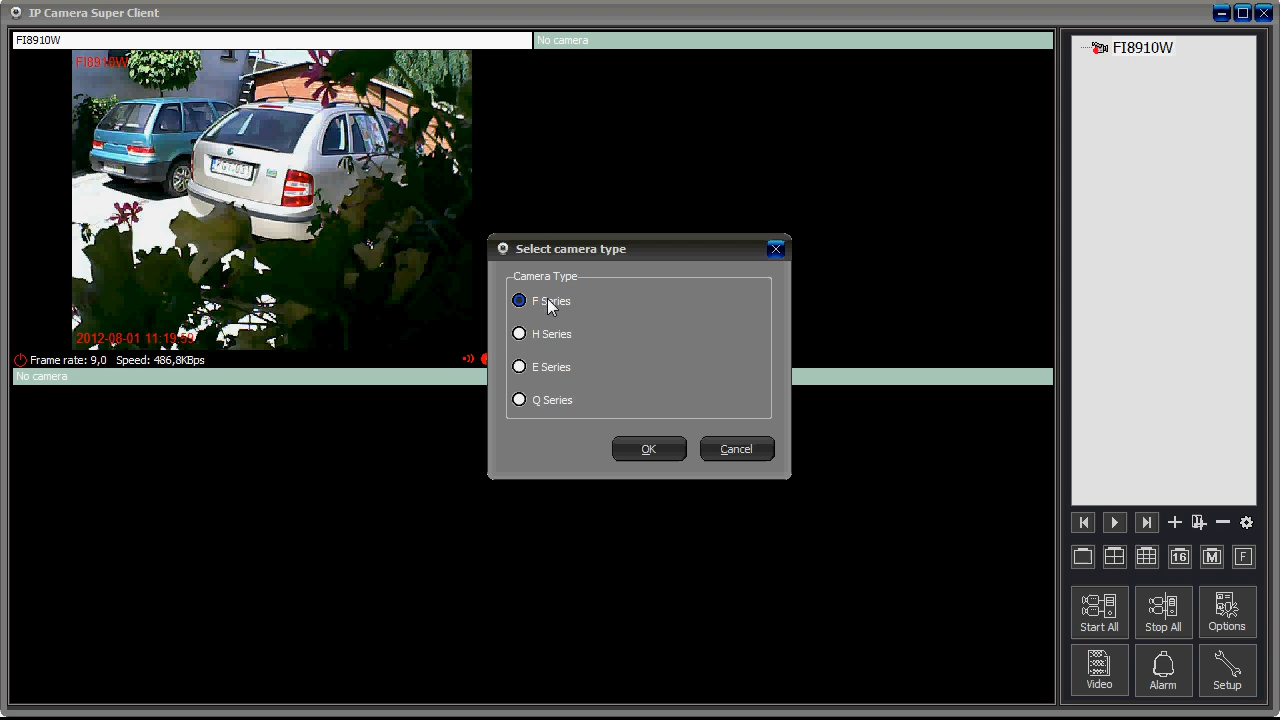 IP Camera Super Client
FI8910W
No camera
FI8910W
FI8910W
2012-08-01 11:19:59
Frame rate: 9,0 Speed: 486,8KBps
No camera
Select camera type
Camera Type
F Series
H Series
E Series
Q Series
OK
Cancel
16
M
F
Start All
Stop All
Options
Video
Alarm
Setup